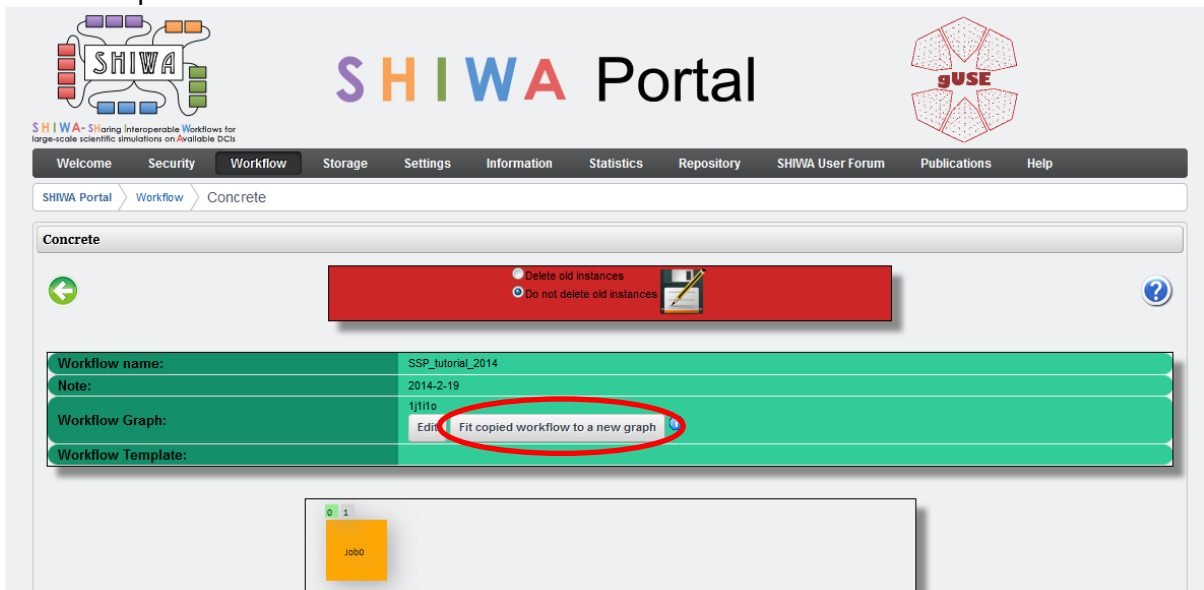 SHIWA
SHIWA Portal
gUSE
SHIWA- SHaring Interoperable Workflows for
large-scale scientific simulations on Available DCIs
Welcome Security Workflow Storage Settings Information Statistics Repository SHIWA User Forum Publications Help
SHIWA Portal Workflow Concrete
Concrete
Delete old instances
Do not delete old instances
Workflow name: SSP_tutorial_2014
Note: 2014-2-19
1j1i1o
Workflow Graph: Edit Fit copied workflow to a new graph
Workflow Template:
0 1
Job0